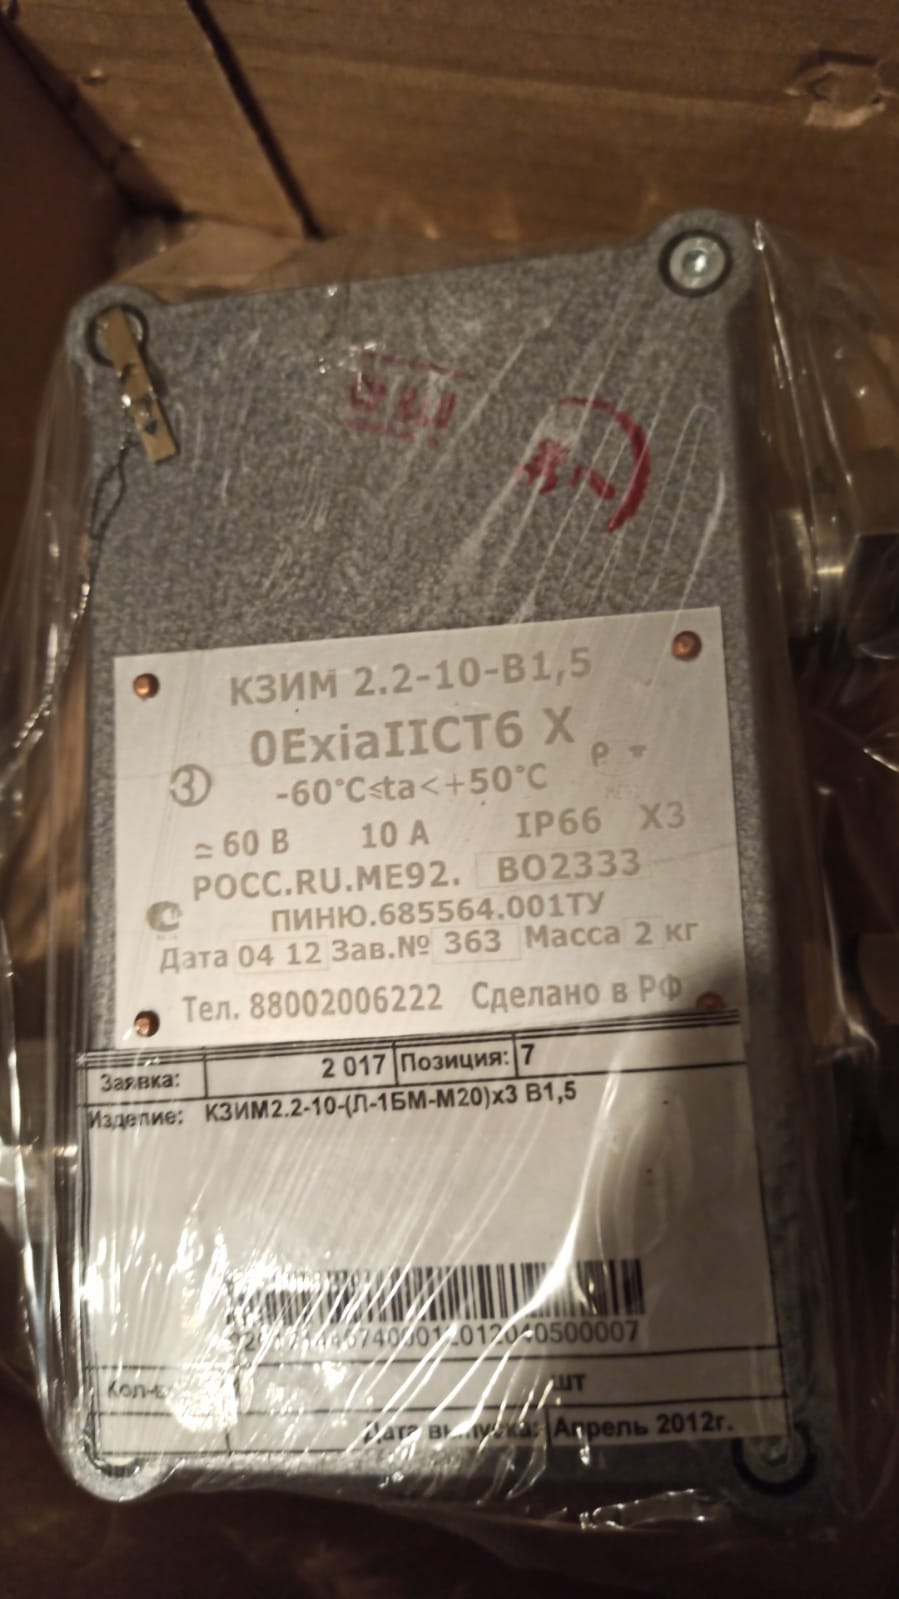 КЗИМ 2.2-10-В1,5
0ExiaIICT6 X
3 -60°C≤ta<+50°C
≃ 60 В 10 А IP66 X3
РОСС.RU.МЕ92. ВО2333
ПИНЮ.685564.001ТУ
Дата 04 12 Зав.№ 363 Масса 2 кг
Тел. 88002006222 Сделано в РФ
Заявка: 2 017 Позиция: 7
Изделие: КЗИМ2.2-10-(Л-1БМ-М20)х3 В1,5
шт
Дата выпуска: Апрель 2012г.